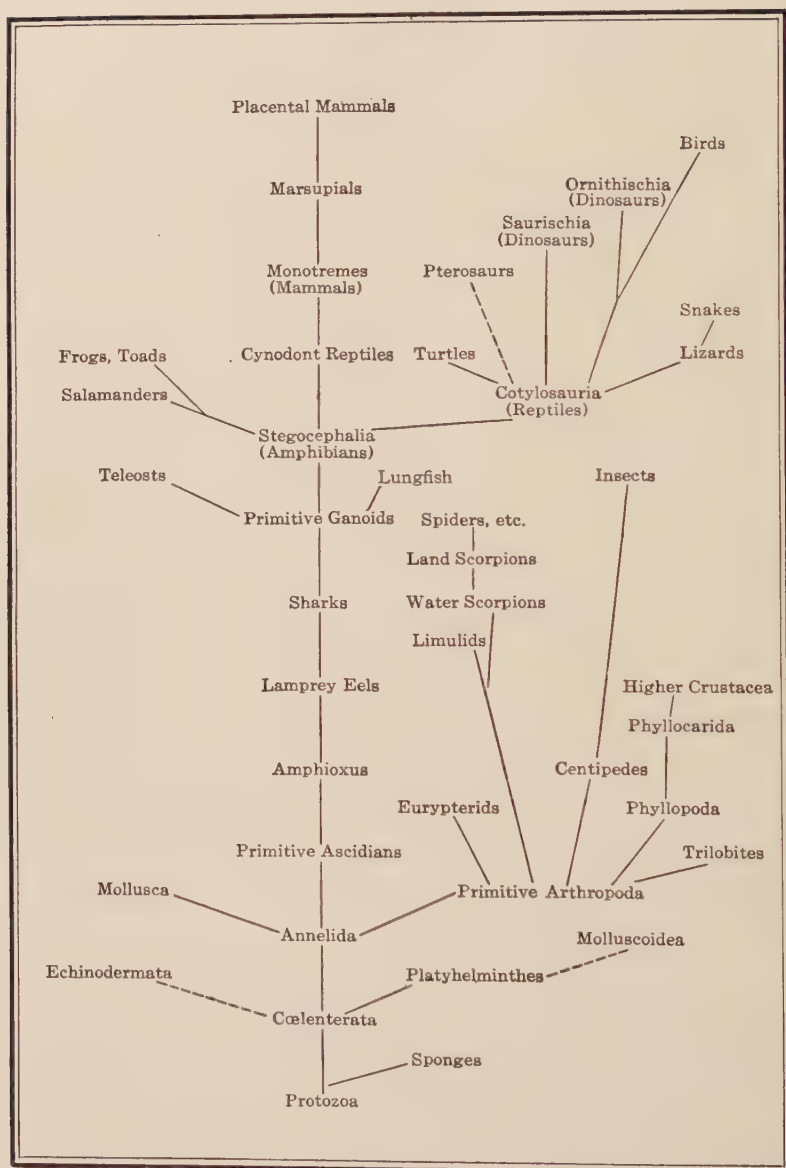 Placental Mammals
Birds
Marsupials
Ornithischia
(Dinosaurs)
Saurischia
(Dinosaurs)
Monotremes
(Mammals)
Pterosaurs
Snakes
Frogs, Toads
Cynodont Reptiles
Turtles
Lizards
Salamanders
Cotylosauria
(Reptiles)
Stegocephalia
(Amphibians)
Teleosts
Lungfish
Insects
Primitive Ganoids
Spiders, etc.
Land Scorpions
Sharks
Water Scorpions
Limulids
Lamprey Eels
Higher Crustacea
Phyllocarida
Amphioxus
Centipedes
Eurypterids
Phyllopoda
Primitive Ascidians
Trilobites
Mollusca
Primitive Arthropoda
Annelida
Molluscoidea
Echinodermata
Platyhelminthes
Cœlenterata
Sponges
Protozoa